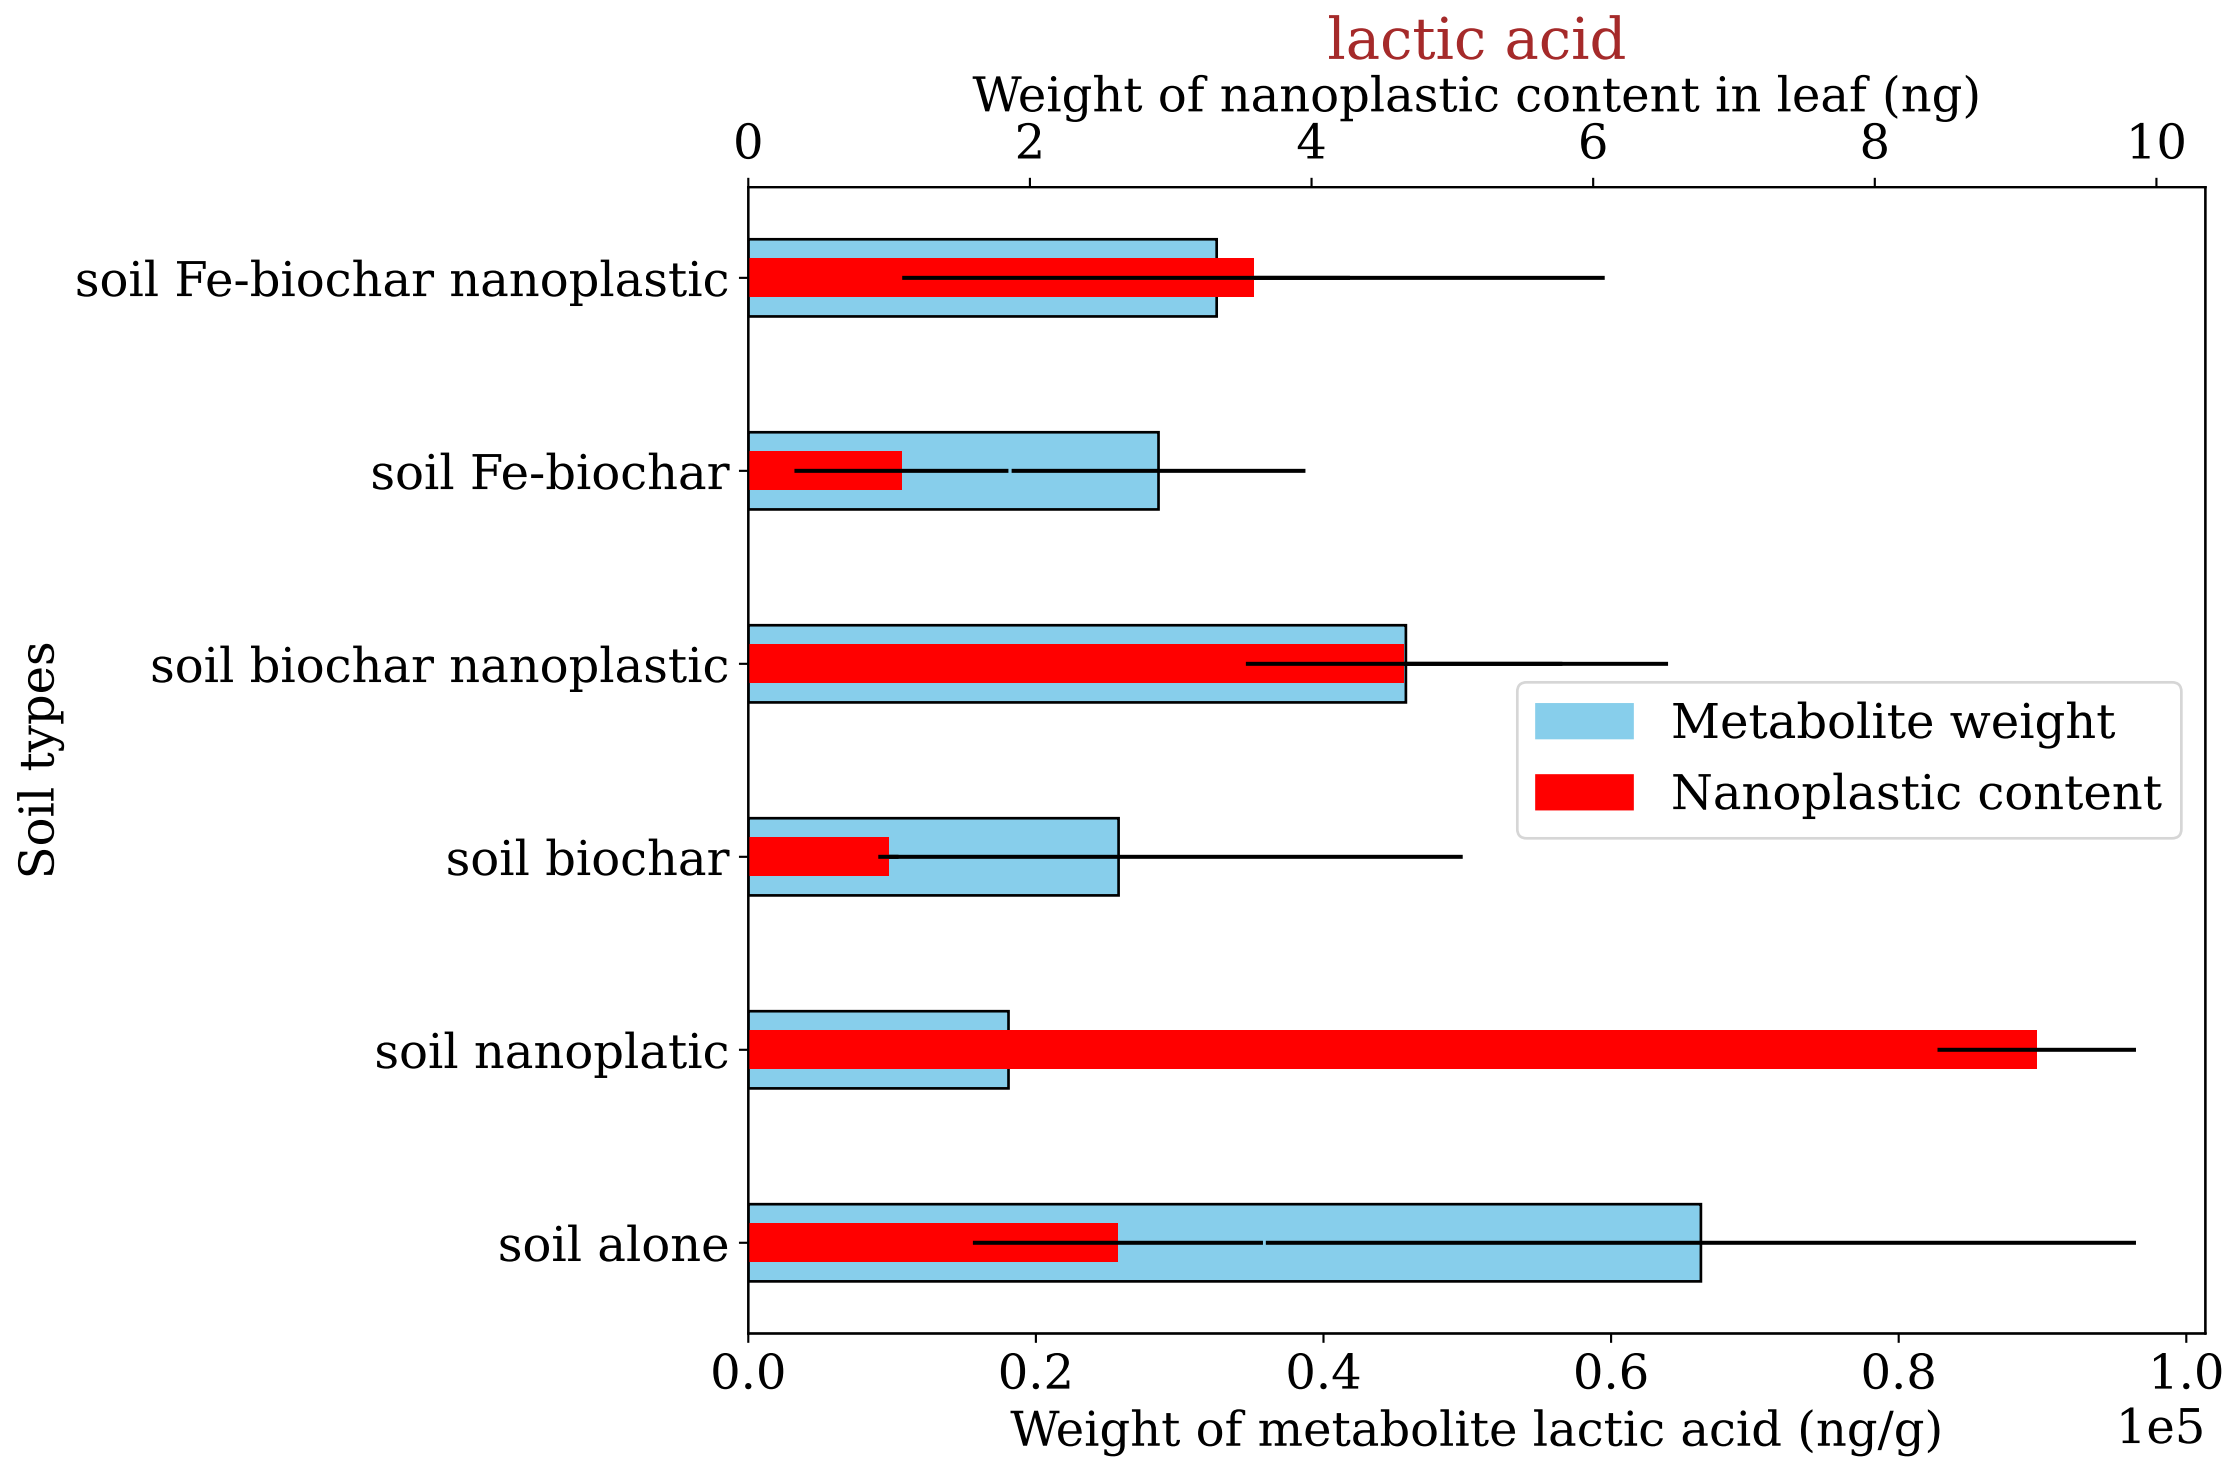 lactic acid
Weight of nanoplastic content in leaf (ng)
0 2 4 6 8 10
soil Fe-biochar nanoplastic
soil Fe-biochar
soil biochar nanoplastic
soil biochar
soil nanoplatic
soil alone
Soil types
Metabolite weight
Nanoplastic content
0.0 0.2 0.4 0.6 0.8 1.0
Weight of metabolite lactic acid (ng/g)
1e5